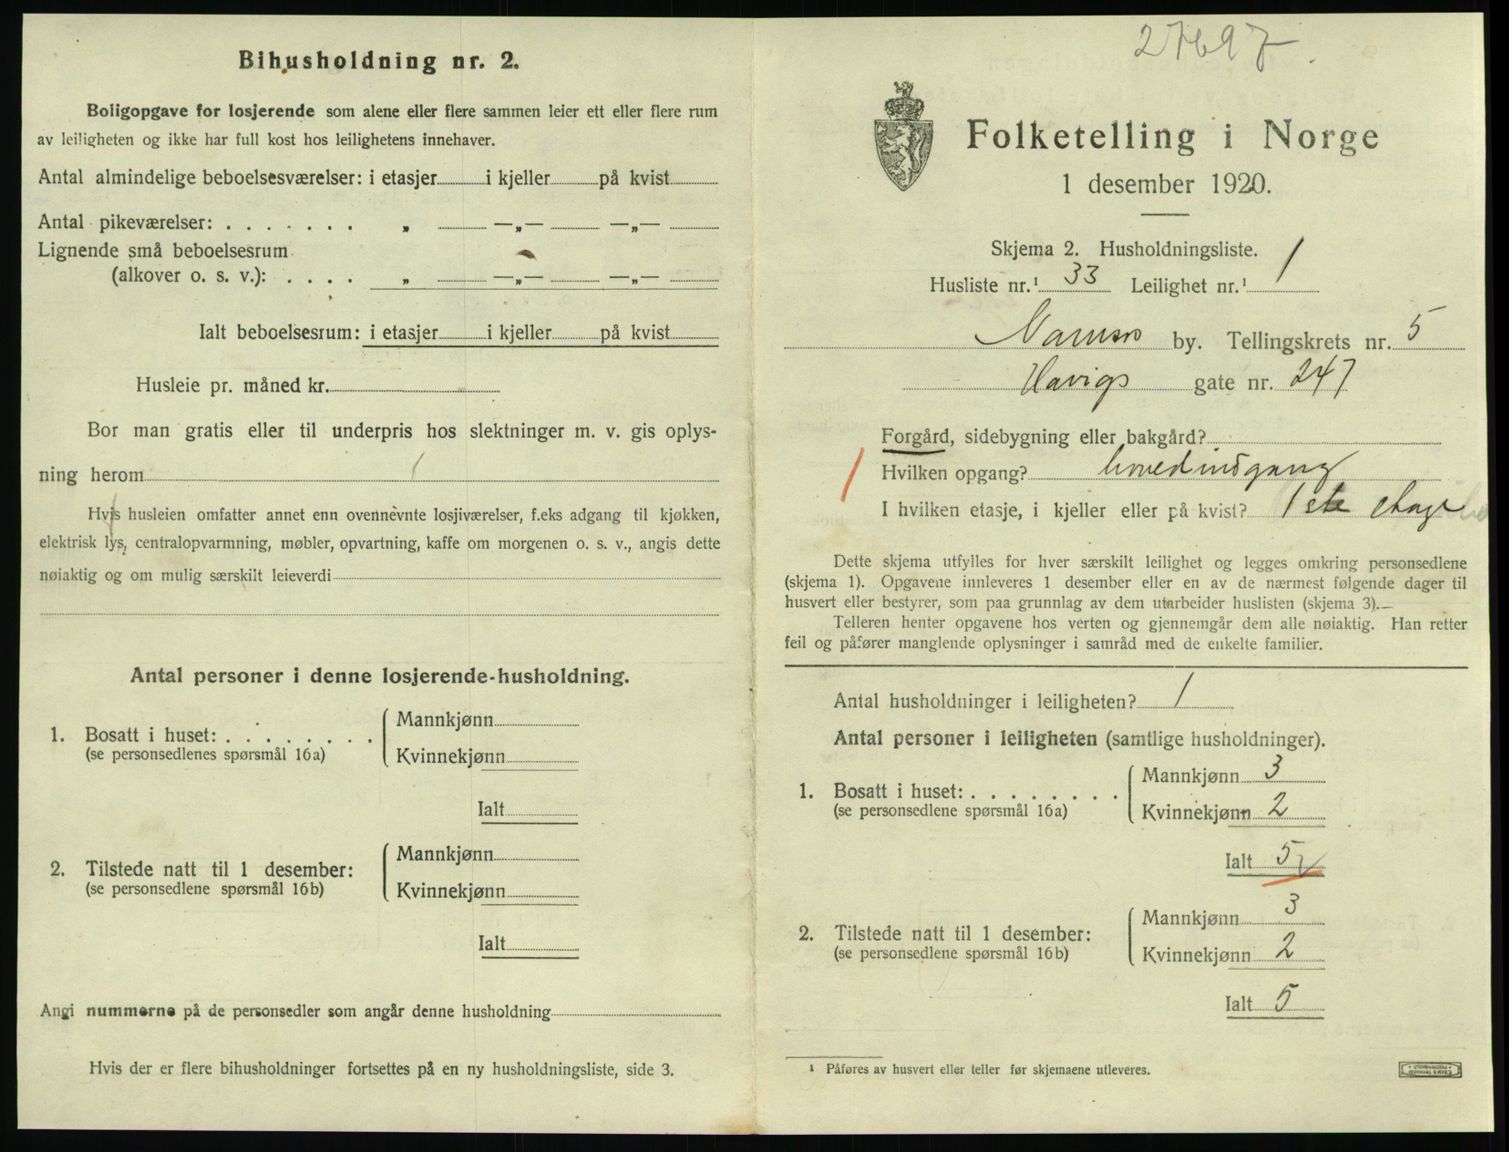 Bihusholdning nr. 2.
Boligopgave for losjerende som alene eller flere sammen leier ett eller flere rum
av leiligheten og ikke har full kost hos leilighetens innehaver.
Antal almindelige beboelsesværelser: i etasjer i kjeller på kvist
Antal pikeværelser: . . . . . . . „ —„— —„—
Lignende små beboelsesrum
(alkover o. s. v.): . . . . „ —„— —„—
Ialt beboelsesrum: i etasjer i kjeller på kvist
Husleie pr. måned kr.
Bor man gratis eller til underpris hos slektninger m. v. gis oplys-
ning herom
Hvis husleien omfatter annet enn ovennevnte losjiværelser, f.eks adgang til kjøkken,
elektrisk lys, centralopvarmning, møbler, opvartning, kaffe om morgenen o. s. v., angis dette
nøiaktig og om mulig særskilt leieverdi
Antal personer i denne losjerende-husholdning.
1. Bosatt i huset: . . . . . . . .
(se personsedlenes spørsmål 16a)
Mannkjønn
Kvinnekjønn
Ialt
2. Tilstede natt til 1 desember:
(se personsedlene spørsmål 16b)
Mannkjønn
Kvinnekjønn
Ialt
Angi nummerne på de personsedler som angår denne husholdning
Hvis der er flere bihusholdninger fortsettes på en ny husholdningsliste, side 3.
27697
Folketelling i Norge
1 desember 1920.
Skjema 2. Husholdningsliste.
Husliste nr.¹ 33 Leilighet nr.¹ 1
Namsos by. Tellingskrets nr. 5
Havigs gate nr. 247
Forgård, sidebygning eller bakgård?
1 Hvilken opgang? hovedindgang
I hvilken etasje, i kjeller eller på kvist? 1ste etage
Dette skjema utfylles for hver særskilt leilighet og legges omkring personsedlene
(skjema 1). Opgavene innleveres 1 desember eller en av de nærmest følgende dager til
husvert eller bestyrer, som paa grunnlag av dem utarbeider huslisten (skjema 3).
Telleren henter opgavene hos verten og gjennemgår dem alle nøiaktig. Han retter
feil og påfører manglende oplysninger i samråd med de enkelte familier.
Antal husholdninger i leiligheten? 1
Antal personer i leiligheten (samtlige husholdninger).
1. Bosatt i huset: . . . . . . . .
(se personsedlene spørsmål 16a)
Mannkjønn 3
Kvinnekjønn 2
Ialt 5
2. Tilstede natt til 1 desember:
(se personsedlene spørsmål 16b)
Mannkjønn 3
Kvinnekjønn 2
Ialt 5
¹ Påføres av husvert eller teller før skjemaene utleveres.